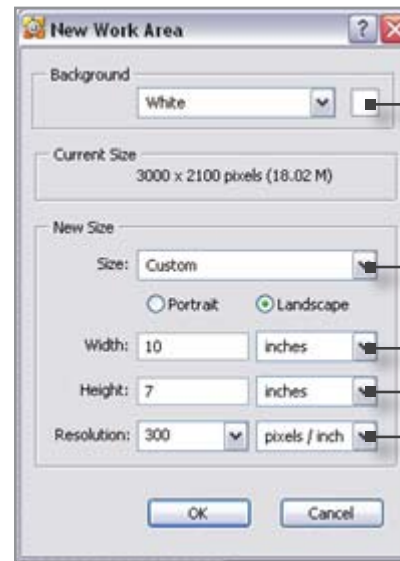 New Work Area
Background
White
Current Size
3000 x 2100 pixels (18.02 M)
New Size
Size: Custom
Portrait Landscape
Width: 10 inches
Height: 7 inches
Resolution: 300 pixels / inch
OK Cancel